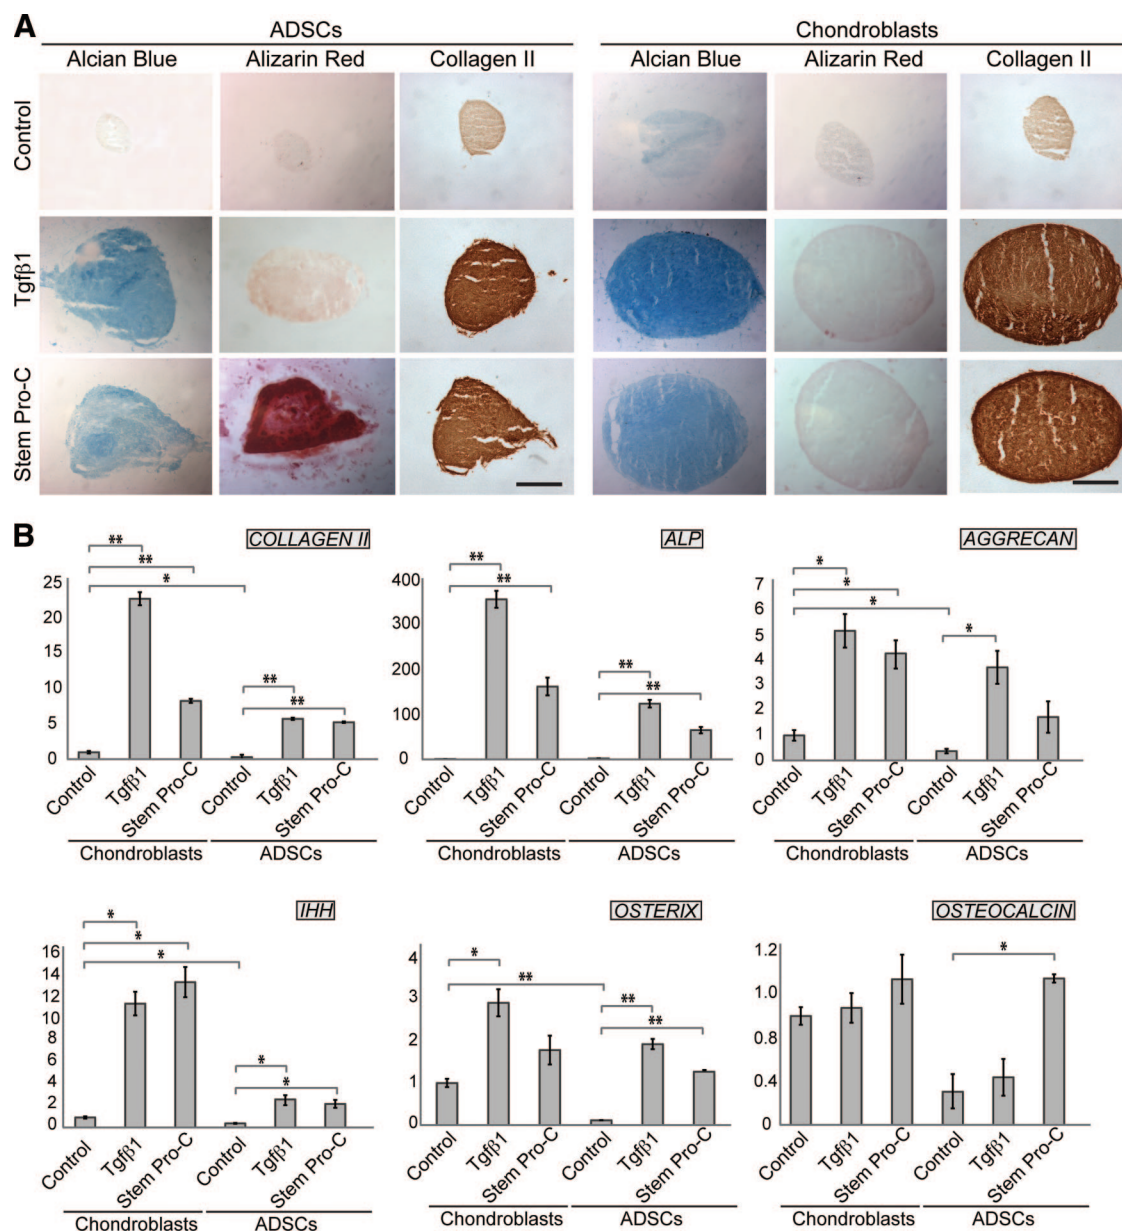 A
ADSCs
Chondroblasts
Alcian Blue Alizarin Red Collagen II Alcian Blue Alizarin Red Collagen II
Control
Tgfβ1
Stem Pro-C
B
COLLAGEN II
** 
**
*
**
**
25
20
15
10
5
0
Control Tgfβ1 Stem Pro-C Control Tgfβ1 Stem Pro-C
Chondroblasts ADSCs
ALP
**
**
**
**
400
300
200
100
0
Control Tgfβ1 Stem Pro-C Control Tgfβ1 Stem Pro-C
Chondroblasts ADSCs
AGGRECAN
*
*
*
*
7
6
5
4
3
2
1
0
Control Tgfβ1 Stem Pro-C Control Tgfβ1 Stem Pro-C
Chondroblasts ADSCs
IHH
*
*
*
*
*
16
14
12
10
8
6
4
2
0
Control Tgfβ1 Stem Pro-C Control Tgfβ1 Stem Pro-C
Chondroblasts ADSCs
OSTERIX
*
**
**
**
4
3
2
1
0
Control Tgfβ1 Stem Pro-C Control Tgfβ1 Stem Pro-C
Chondroblasts ADSCs
OSTEOCALCIN
*
1.2
1.0
0.8
0.4
0
Control Tgfβ1 Stem Pro-C Control Tgfβ1 Stem Pro-C
Chondroblasts ADSCs